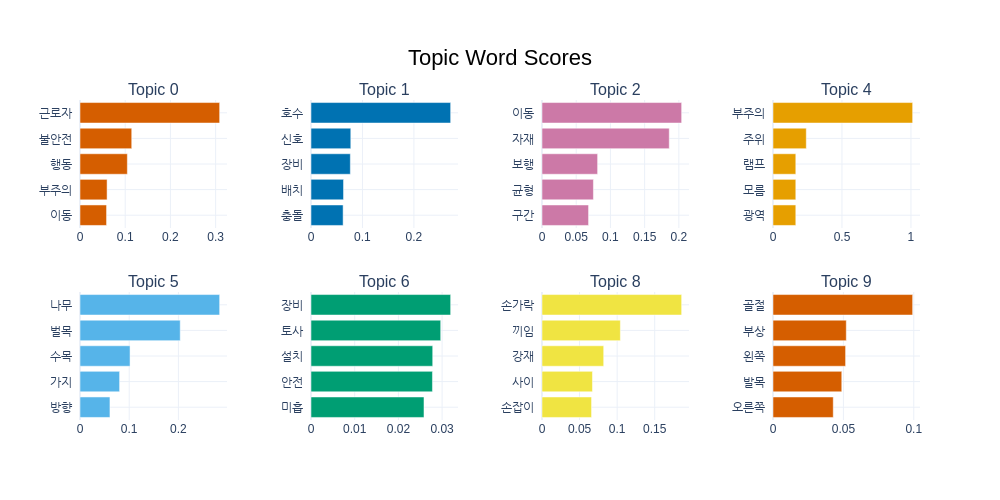 Topic Word Scores
Topic 0
근로자
불안전
행동
부주의
이동
0 0.1 0.2 0.3
Topic 1
호수
신호
장비
배치
충돌
0 0.1 0.2
Topic 2
이동
자재
보행
균형
구간
0 0.05 0.1 0.15 0.2
Topic 4
부주의
주위
램프
모름
광역
0 0.5 1
Topic 5
나무
벌목
수목
가지
방향
0 0.1 0.2
Topic 6
장비
토사
설치
안전
미흡
0 0.01 0.02 0.03
Topic 8
손가락
끼임
강재
사이
손잡이
0 0.05 0.1 0.15
Topic 9
골절
부상
왼쪽
발목
오른쪽
0 0.05 0.1